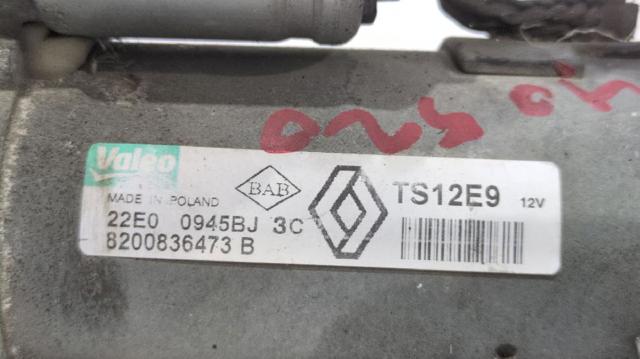 Valeo
BAB
TS12E9 12V
MADE IN POLAND
22E0 0945BJ 3C
8200836473 B